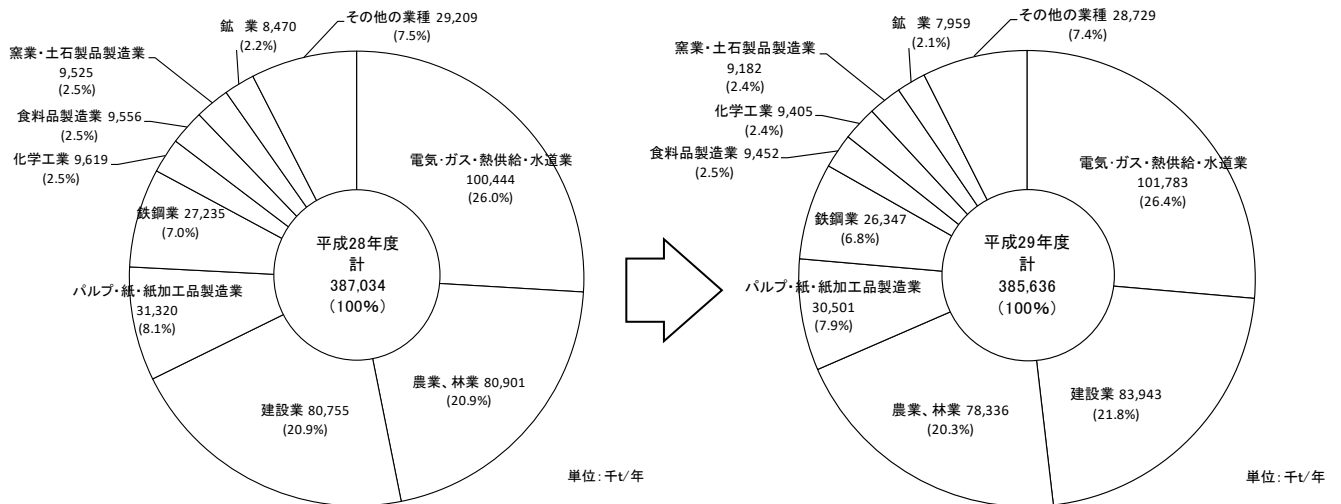 電気・ガス・熱供給・水道業
100,444
(26.0%)
農業、林業 80,901
(20.9%)
建設業 80,755
(20.9%)
パルプ・紙・紙加工品製造業
31,320
(8.1%)
鉄鋼業 27,235
(7.0%)
化学工業 9,619
(2.5%)
食料品製造業 9,556
(2.5%)
窯業・土石製品製造業
9,525
(2.5%)
鉱 業 8,470
(2.2%)
その他の業種 29,209
(7.5%)
平成28年度
計
387,034
(100%)
単位:千t/年
電気・ガス・熱供給・水道業
101,783
(26.4%)
建設業 83,943
(21.8%)
農業、林業 78,336
(20.3%)
パルプ・紙・紙加工品製造業
30,501
(7.9%)
鉄鋼業 26,347
(6.8%)
食料品製造業 9,452
(2.5%)
化学工業 9,405
(2.4%)
窯業・土石製品製造業
9,182
(2.4%)
鉱 業 7,959
(2.1%)
その他の業種 28,729
(7.4%)
平成29年度
計
385,636
(100%)
単位:千t/年